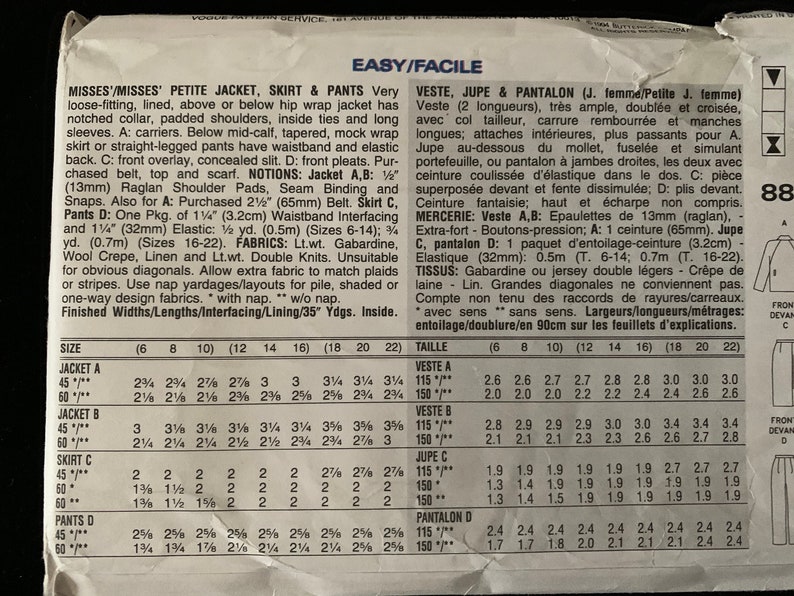 VOGUE PATTERN SERVICE, 161 AVENUE OF THE AMERICAS, NEW YORK, 10013
© 1994 BUTTERICK
ALL RIGHTS RESERVED
PRINTED IN
EASY/FACILE
MISSES'/MISSES' PETITE JACKET, SKIRT & PANTS Very
loose-fitting, lined, above or below hip wrap jacket has
notched collar, padded shoulders, inside ties and long
sleeves. A: carriers. Below mid-calf, tapered, mock wrap
skirt or straight-legged pants have waistband and elastic
back. C: front overlay, concealed slit. D: front pleats. Pur-
chased belt, top and scarf. NOTIONS: Jacket A,B: ½"
(13mm) Raglan Shoulder Pads, Seam Binding and
Snaps. Also for A: Purchased 2½" (65mm) Belt. Skirt C,
Pants D: One Pkg. of 1¼" (3.2cm) Waistband Interfacing
and 1¼" (32mm) Elastic: ½ yd. (0.5m) (Sizes 6-14); ¾
yd. (0.7m) (Sizes 16-22). FABRICS: Lt.wt. Gabardine,
Wool Crepe, Linen and Lt.wt. Double Knits. Unsuitable
for obvious diagonals. Allow extra fabric to match plaids
or stripes. Use nap yardages/layouts for pile, shaded or
one-way design fabrics. * with nap. ** w/o nap.
Finished Widths/Lengths/Interfacing/Lining/35" Ydgs. Inside.
SIZE (6 8 10) (12 14 16) (18 20 22)
JACKET A
45 */** 2¾ 2¾ 2⅞ 2⅞ 3 3 3¼ 3¼ 3¼
60 */** 2⅛ 2⅛ 2⅛ 2⅜ 2⅜ 2⅝ 2⅝ 2¾ 2¾
JACKET B
45 */** 3 3⅛ 3⅛ 3⅛ 3¼ 3¼ 3⅝ 3⅝ 3⅝
60 */** 2¼ 2¼ 2¼ 2½ 2½ 2¾ 2¾ 2⅞ 3
SKIRT C
45 */** 2 2 2 2 2 2 2⅞ 2⅞ 2⅞
60 * 1⅜ 1½ 2 2 2 2 2 2 2
60 ** 1⅜ 1½ 1⅝ 2 2 2 2 2 2
PANTS D
45 */** 2⅝ 2⅝ 2⅝ 2⅝ 2⅝ 2⅝ 2⅝ 2⅝ 2⅝
60 */** 1¾ 1¾ 1⅞ 2⅛ 2¼ 2¼ 2¼ 2⅝ 2⅝
VESTE, JUPE & PANTALON (J. femme/Petite J. femme)
Veste (2 longueurs), très ample, doublée et croisée,
avec col tailleur, carrure rembourrée et manches
longues; attaches intérieures, plus passants pour A.
Jupe au-dessous du mollet, fuselée et simulant
portefeuille, ou pantalon à jambes droites, les deux avec
ceinture coulissée d'élastique dans le dos. C: pièce
superposée devant et fente dissimulée; D: plis devant.
Ceinture fantaisie; haut et écharpe non compris.
MERCERIE: Veste A,B: Epaulettes de 13mm (raglan), -
Extra-fort - Boutons-pression; A: 1 ceinture (65mm). Jupe
C, pantalon D: 1 paquet d'entoilage-ceinture (3.2cm) -
Elastique (32mm): 0.5m (T. 6-14; 0.7m (T. 16-22).
TISSUS: Gabardine ou jersey double légers - Crêpe de
laine - Lin. Grandes diagonales ne conviennent pas.
Compte non tenu des raccords de rayures/carreaux.
* avec sens ** sans sens. Largeurs/longueurs/métrages:
entoilage/doublure/en 90cm sur les feuillets d'explications.
TAILLE (6 8 10) (12 14 16) (18 20 22)
VESTE A
115 */** 2.6 2.6 2.7 2.7 2.8 2.8 3.0 3.0 3.0
150 */** 2.0 2.0 2.0 2.2 2.2 2.4 2.4 2.6 2.6
VESTE B
115 */** 2.8 2.9 2.9 2.9 3.0 3.0 3.4 3.4 3.4
150 */** 2.1 2.1 2.1 2.3 2.3 2.6 2.6 2.7 2.8
JUPE C
115 */** 1.9 1.9 1.9 1.9 1.9 1.9 2.7 2.7 2.7
150 * 1.3 1.4 1.9 1.9 1.9 1.9 1.9 1.9 1.9
150 ** 1.3 1.4 1.5 1.9 1.9 1.9 1.9 1.9 1.9
PANTALON D
115 */** 2.4 2.4 2.4 2.4 2.4 2.4 2.4 2.4 2.4
150 */** 1.7 1.7 1.8 2.0 2.1 2.1 2.1 2.4 2.4
88
A
FRON
DEVAN
C
FRON
DEVAN
D